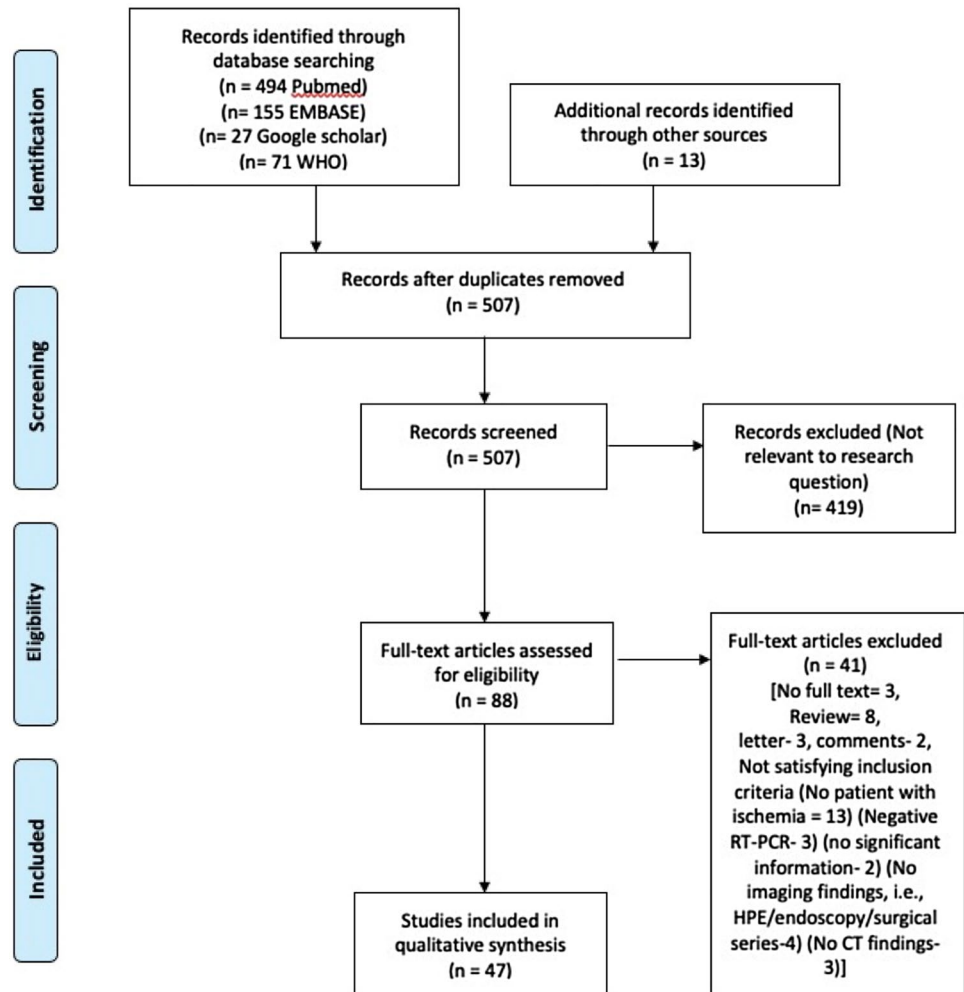 Identification
Records identified through
database searching
(n = 494 Pubmed)
(n= 155 EMBASE)
(n= 27 Google scholar)
(n= 71 WHO)
Additional records identified
through other sources
(n = 13)
Records after duplicates removed
(n = 507)
Screening
Records screened
(n = 507)
Records excluded (Not
relevant to research
question)
(n= 419)
Eligibility
Full-text articles assessed
for eligibility
(n = 88)
Full-text articles excluded
(n = 41)
[No full text= 3,
Review= 8,
letter- 3, comments- 2,
Not satisfying inclusion
criteria (No patient with
ischemia = 13) (Negative
RT-PCR- 3) (no significant
information- 2) (No
imaging findings, i.e.,
HPE/endoscopy/surgical
series-4) (No CT findings-
3)]
Included
Studies included in
qualitative synthesis
(n = 47)